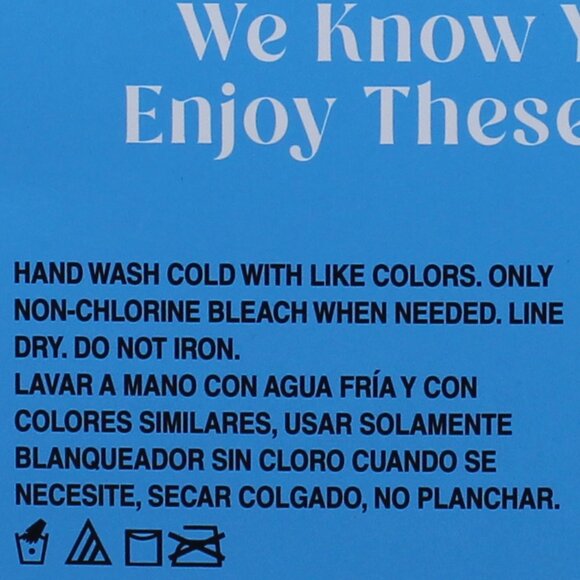 We Know
Enjoy These
HAND WASH COLD WITH LIKE COLORS. ONLY
NON-CHLORINE BLEACH WHEN NEEDED. LINE
DRY. DO NOT IRON.
LAVAR A MANO CON AGUA FRÍA Y CON
COLORES SIMILARES, USAR SOLAMENTE
BLANQUEADOR SIN CLORO CUANDO SE
NECESITE, SECAR COLGADO, NO PLANCHAR.